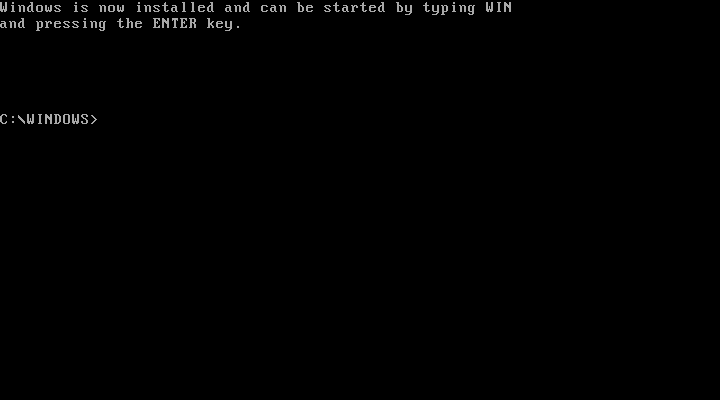 Windows is now installed and can be started by typing WIN
and pressing the ENTER key.
C:\WINDOWS>